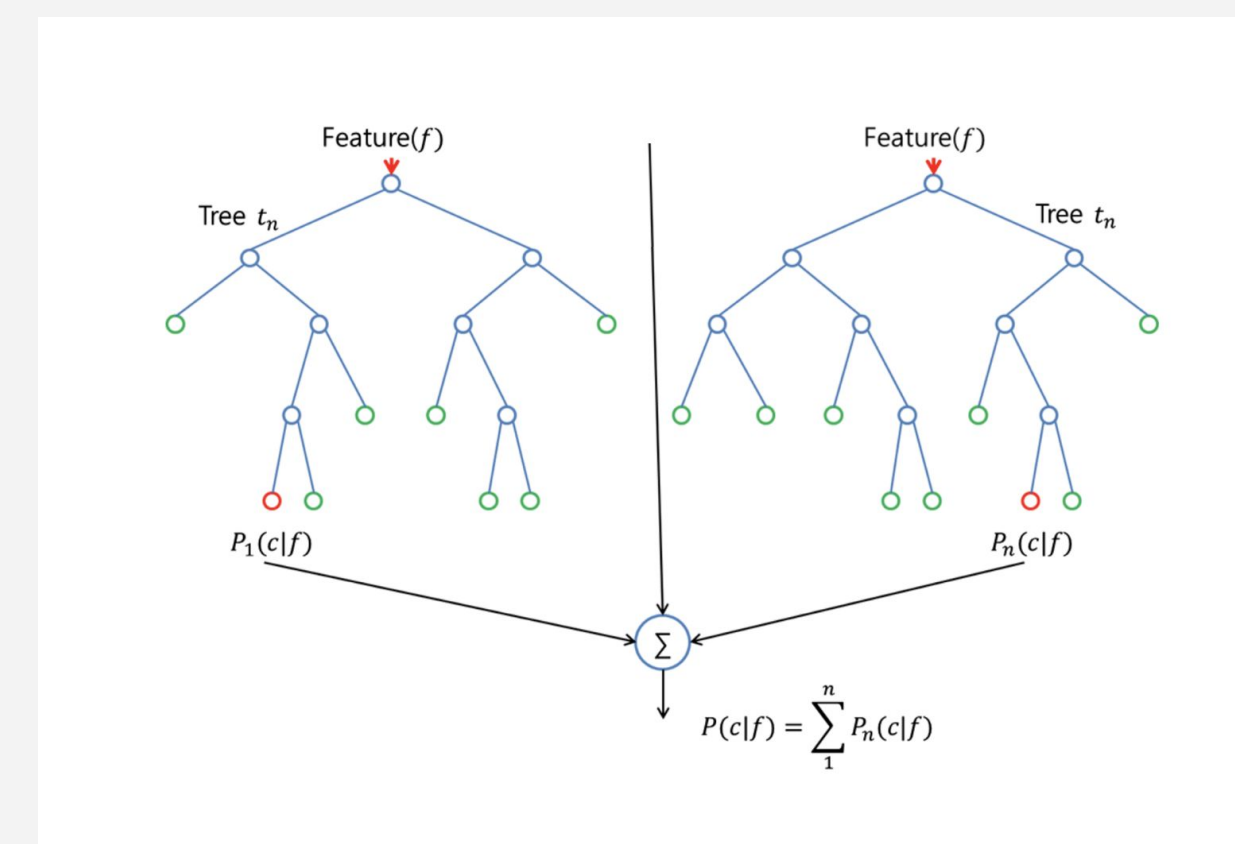 Feature(f)
Feature(f)
Tree tₙ
Tree tₙ
P₁(c|f)
Pₙ(c|f)
∑
n
P(c|f) = ∑ Pₙ(c|f)
1